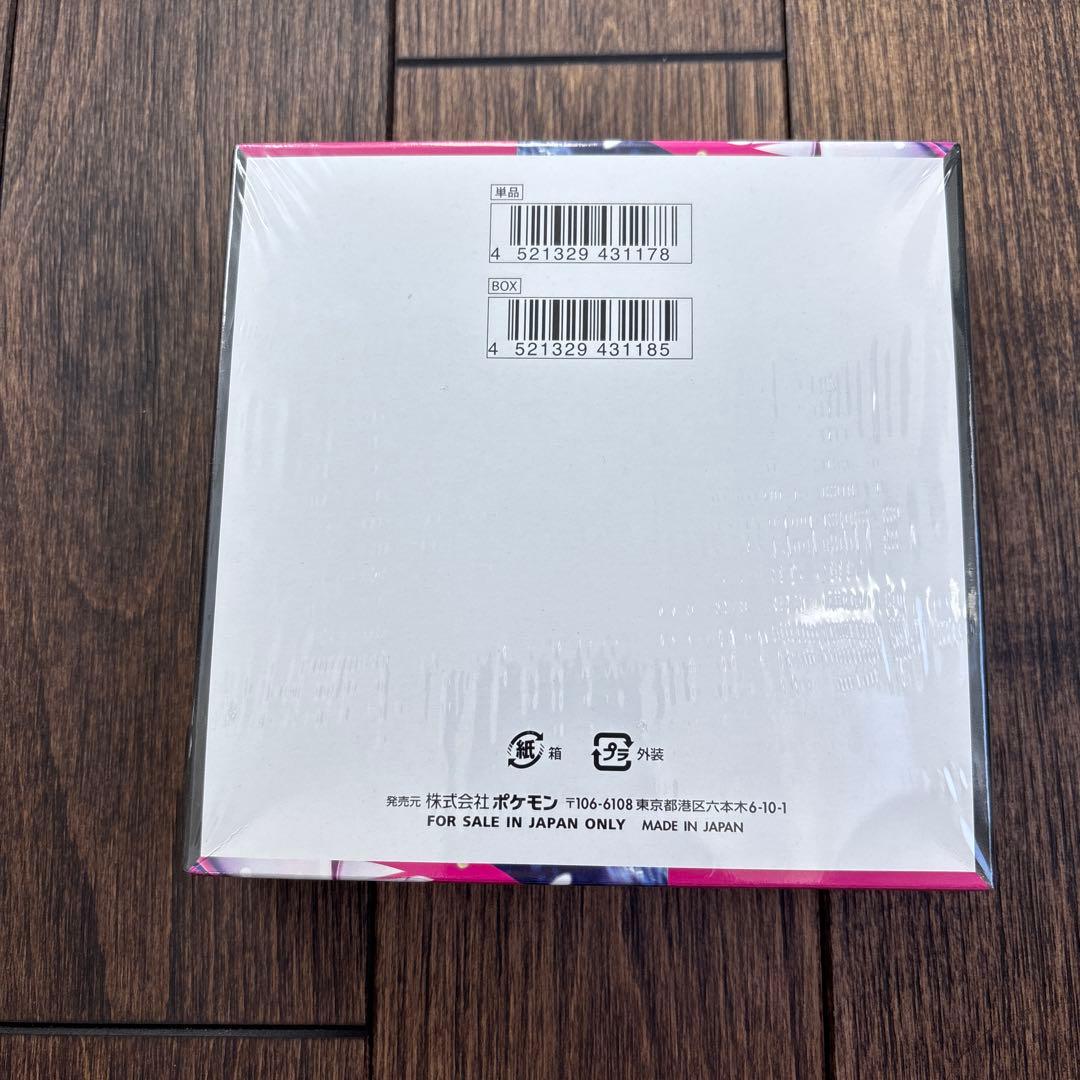 単品
4 521329 431178
BOX
4 521329 431185
紙 箱 プラ 外装
発売元 株式会社 ポケモン 〒106-6108 東京都港区六本木6-10-1
FOR SALE IN JAPAN ONLY MADE IN JAPAN